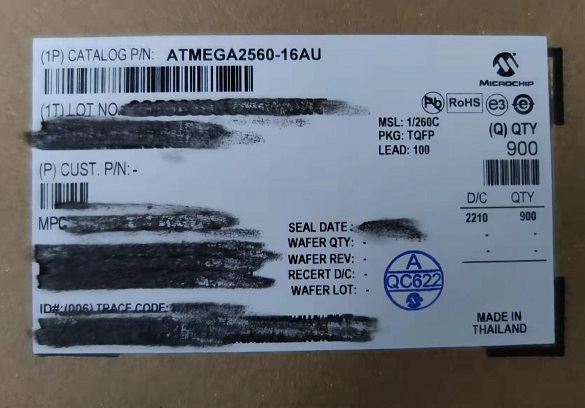 (1P) CATALOG P/N: ATMEGA2560-16AU
MICROCHIP
(1T) LOT NO
Pb RoHS e3 e
MSL: 1/260C
PKG: TQFP
LEAD: 100
(Q) QTY
900
(P) CUST. P/N: -
D/C QTY
2210 900
- -
- -
MPC
SEAL DATE :
WAFER QTY: -
WAFER REV: -
RECERT D/C: -
WAFER LOT: -
A
QC622
ID#: (006) TRACE CODE:
MADE IN
THAILAND